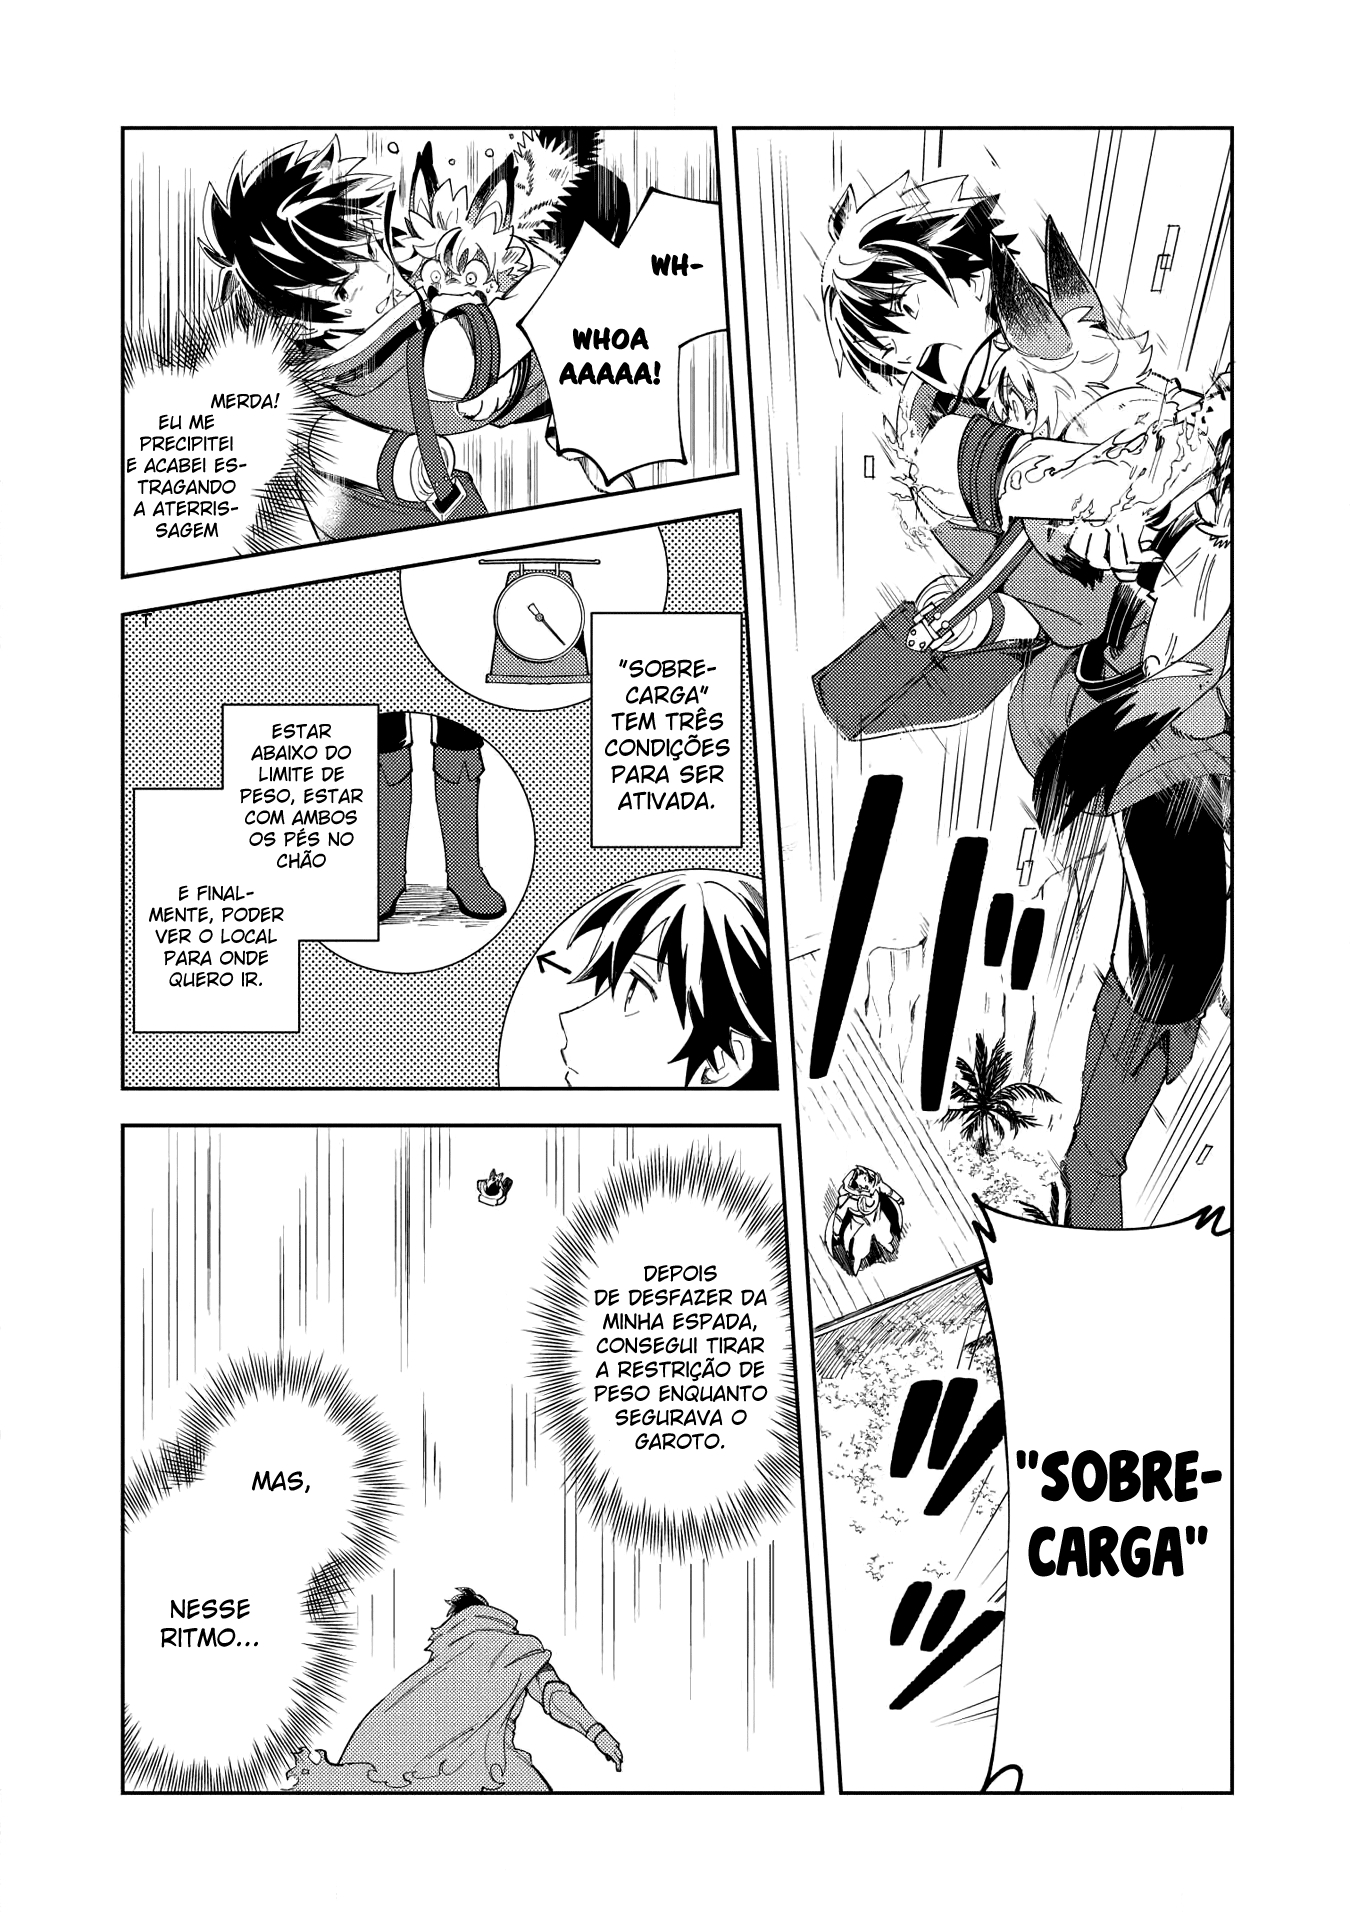 "SOBRE-
CARGA"
WH-
WHOA
AAAAA!
MERDA!
EU ME
PRECIPITEI
E ACABEI ES-
TRAGANDO
A ATERRIS-
SAGEM
"SOBRE-
CARGA"
TEM TRÊS
CONDIÇÕES
PARA SER
ATIVADA.
ESTAR
ABAIXO DO
LIMITE DE
PESO, ESTAR
COM AMBOS
OS PÉS NO
CHÃO
E FINAL-
MENTE, PODER
VER O LOCAL
PARA ONDE
QUERO IR.
DEPOIS
DE DESFAZER DA
MINHA ESPADA,
CONSEGUI TIRAR
A RESTRIÇÃO DE
PESO ENQUANTO
SEGURAVA O
GAROTO.
MAS,
NESSE
RITMO...